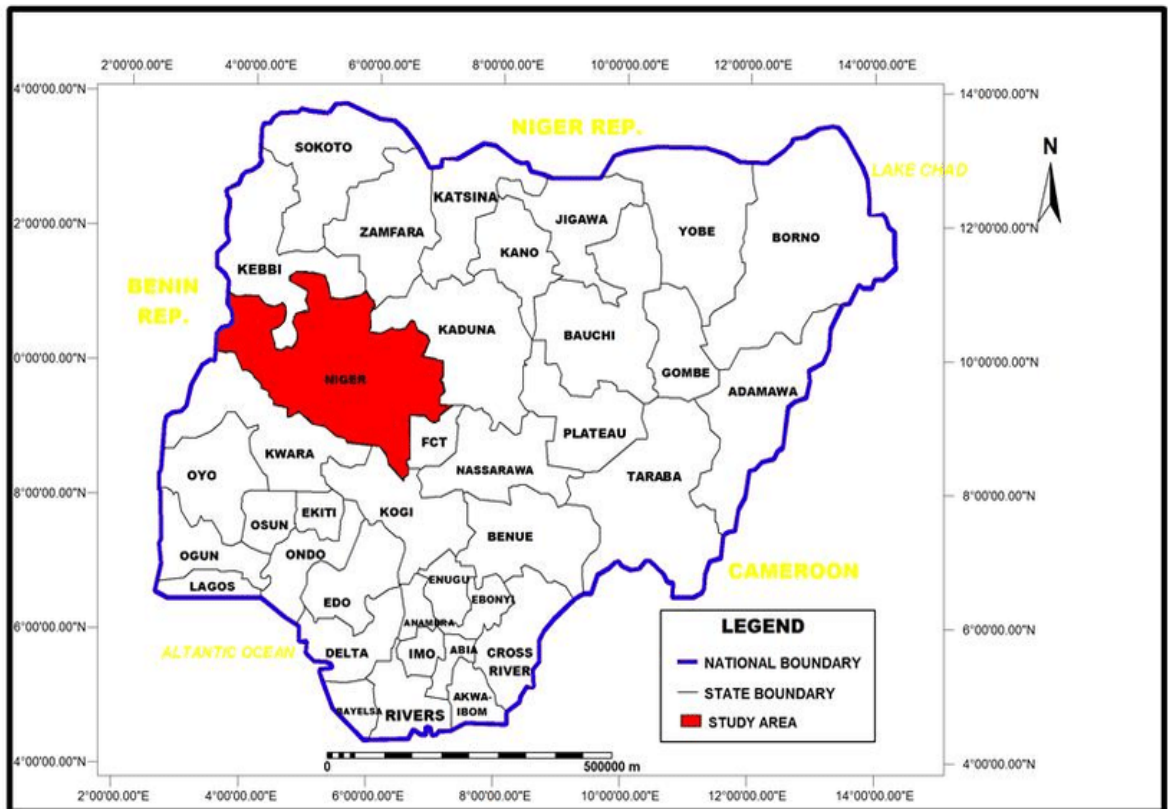 2°00'00.00"E 4°00'00.00"E 6°00'00.00"E 8°00'00.00"E 10°00'00.00"E 12°00'00.00"E 14°00'00.00"E
4°00'00.00"N
14°00'00.00"N
NIGER REP.
SOKOTO
N
LAKE CHAD
KATSINA
JIGAWA
2°00'00.00"N
ZAMFARA
YOBE
BORNO
12°00'00.00"N
KANO
KEBBI
BENIN
REP.
KADUNA
BAUCHI
0°00'00.00"N
10°00'00.00"N
NIGER
GOMBE
ADAMAWA
PLATEAU
FCT
KWARA
NASSARAWA
OYO
TARABA
8°00'00.00"N
8°00'00.00"N
KOGI
EKITI
OSUN
BENUE
OGUN
ONDO
CAMEROON
ENUGU
LAGOS
EBONYI
EDO
ANAMBRA
6°00'00.00"N
6°00'00.00"N
ALTANTIC OCEAN
DELTA
IMO
ABIA
CROSS
RIVER
AKWA-
IBOM
BAYELSA
RIVERS
LEGEND
NATIONAL BOUNDARY
STATE BOUNDARY
STUDY AREA
0 500000 m
4°00'00.00"N
4°00'00.00"N
2°00'00.00"E 4°00'00.00"E 6°00'00.00"E 8°00'00.00"E 10°00'00.00"E 12°00'00.00"E 14°00'00.00"E